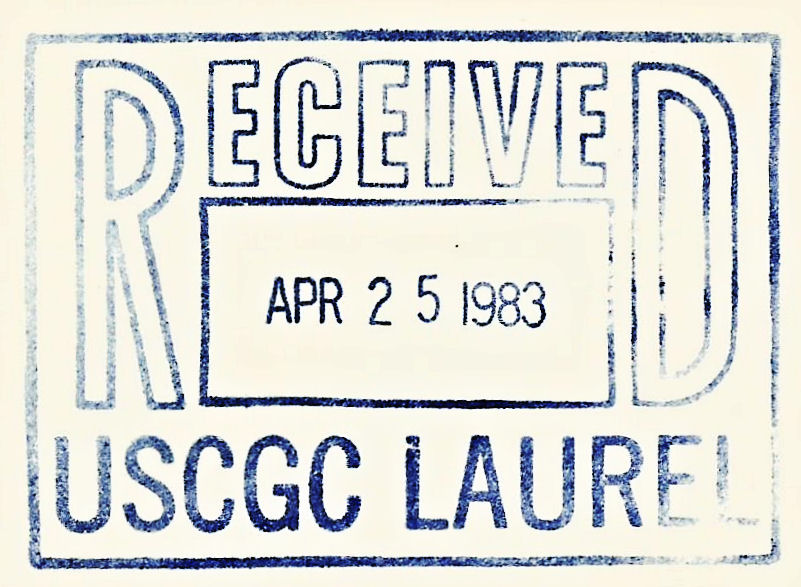 RECEIVED
APR 25 1983
USCGC LAUREL